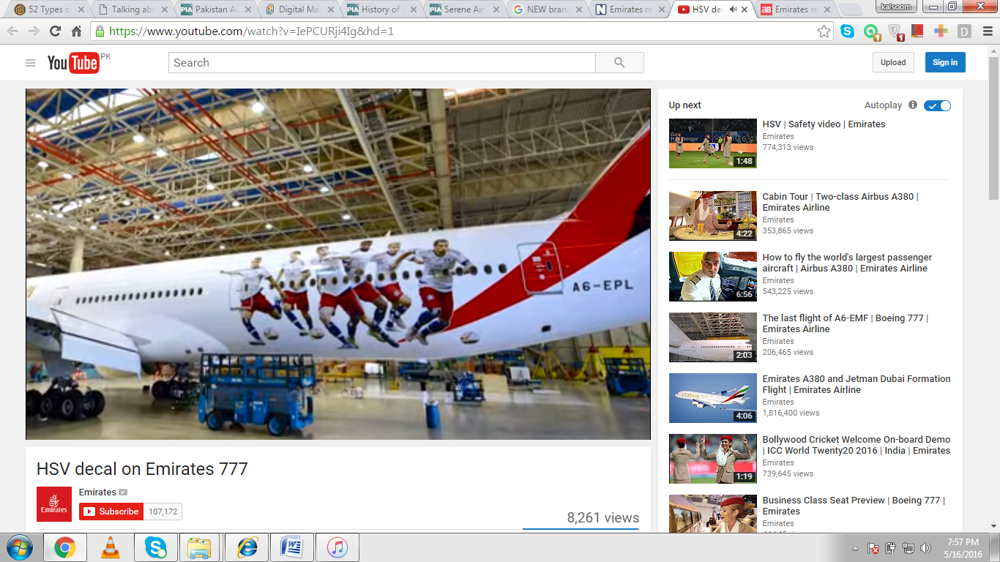 52 Types o
Talking abo
Pakistan Ai
Digital Mar
History of
Serene Air
NEW bran
Emirates re
HSV dec
Emirates re
kalsoom
https://www.youtube.com/watch?v=IePCURji4Ig&hd=1
1
1
D
YouTube PK
Search
Upload
Sign in
A6-EPL
HSV decal on Emirates 777
Emirates
Emirates
Subscribe 107,172
8,261 views
Up next
Autoplay
HSV | Safety video | Emirates
Emirates
774,313 views
1:48
Cabin Tour | Two-class Airbus A380 |
Emirates Airline
Emirates
353,865 views
4:22
How to fly the world's largest passenger
aircraft | Airbus A380 | Emirates Airline
Emirates
543,225 views
6:56
The last flight of A6-EMF | Boeing 777 |
Emirates Airline
Emirates
206,465 views
2:03
Emirates A380 and Jetman Dubai Formation
Flight | Emirates Airline
Emirates
1,816,400 views
4:06
Bollywood Cricket Welcome On-board Demo
| ICC World Twenty20 2016 | India | Emirates
Emirates
739,645 views
1:19
Business Class Seat Preview | Boeing 777 |
Emirates
Emirates
7:57 PM
5/16/2016